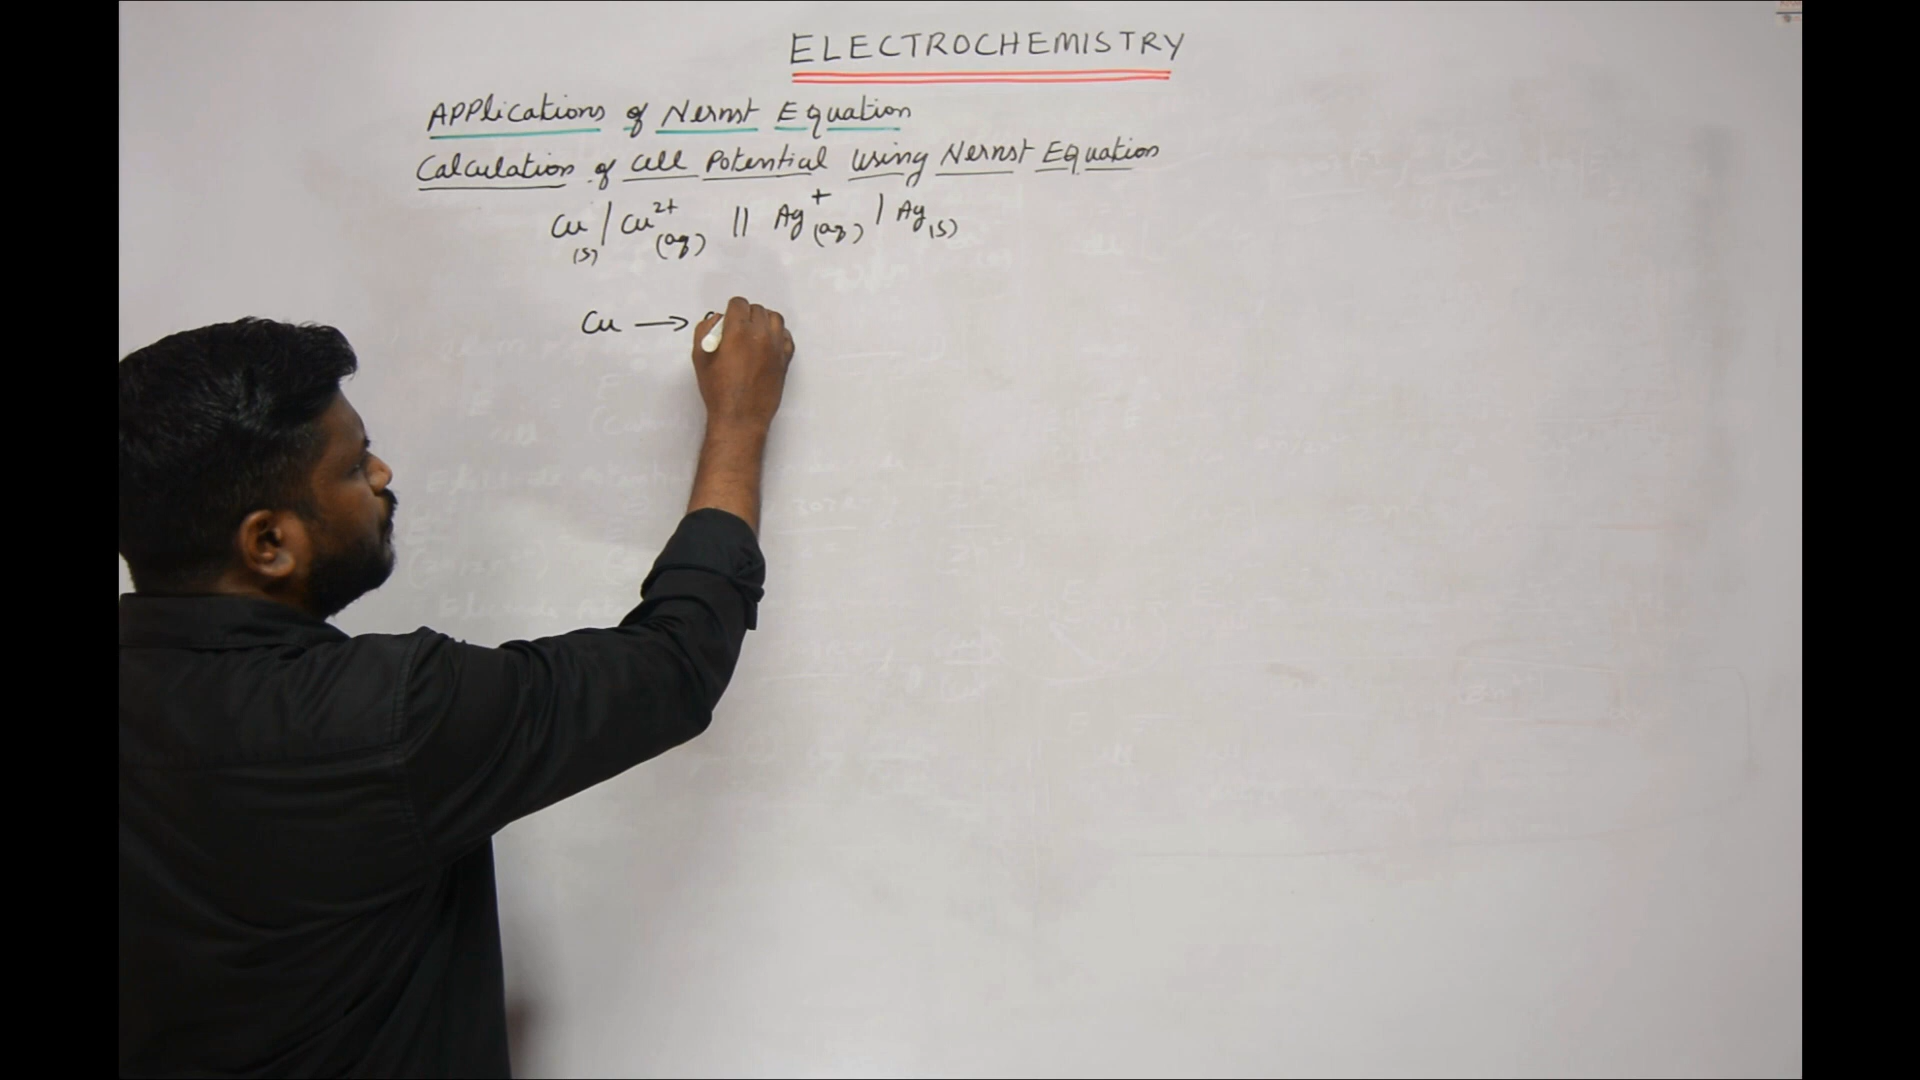 ELECTROCHEMISTRY
Applications of Nernst Equation
Calculation of cell Potential Using Nernst Equation
Cu(s) | Cu²⁺(aq) || Ag⁺(aq) | Ag(s)
Cu →